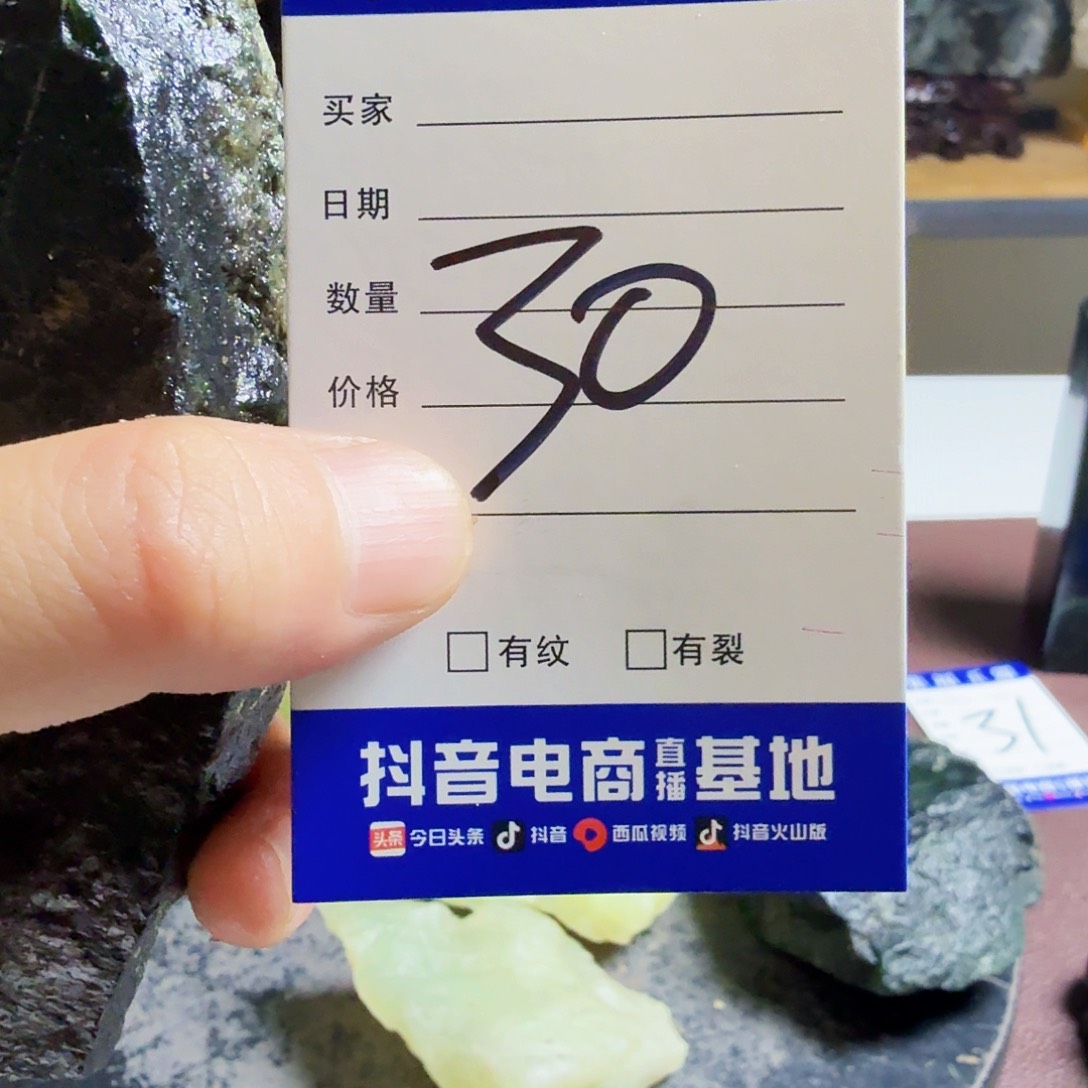 买家
日期
数量
30
价格
有纹 有裂
抖音电商直播基地
头条 今日头条 抖音 西瓜视频 抖音火山版
31